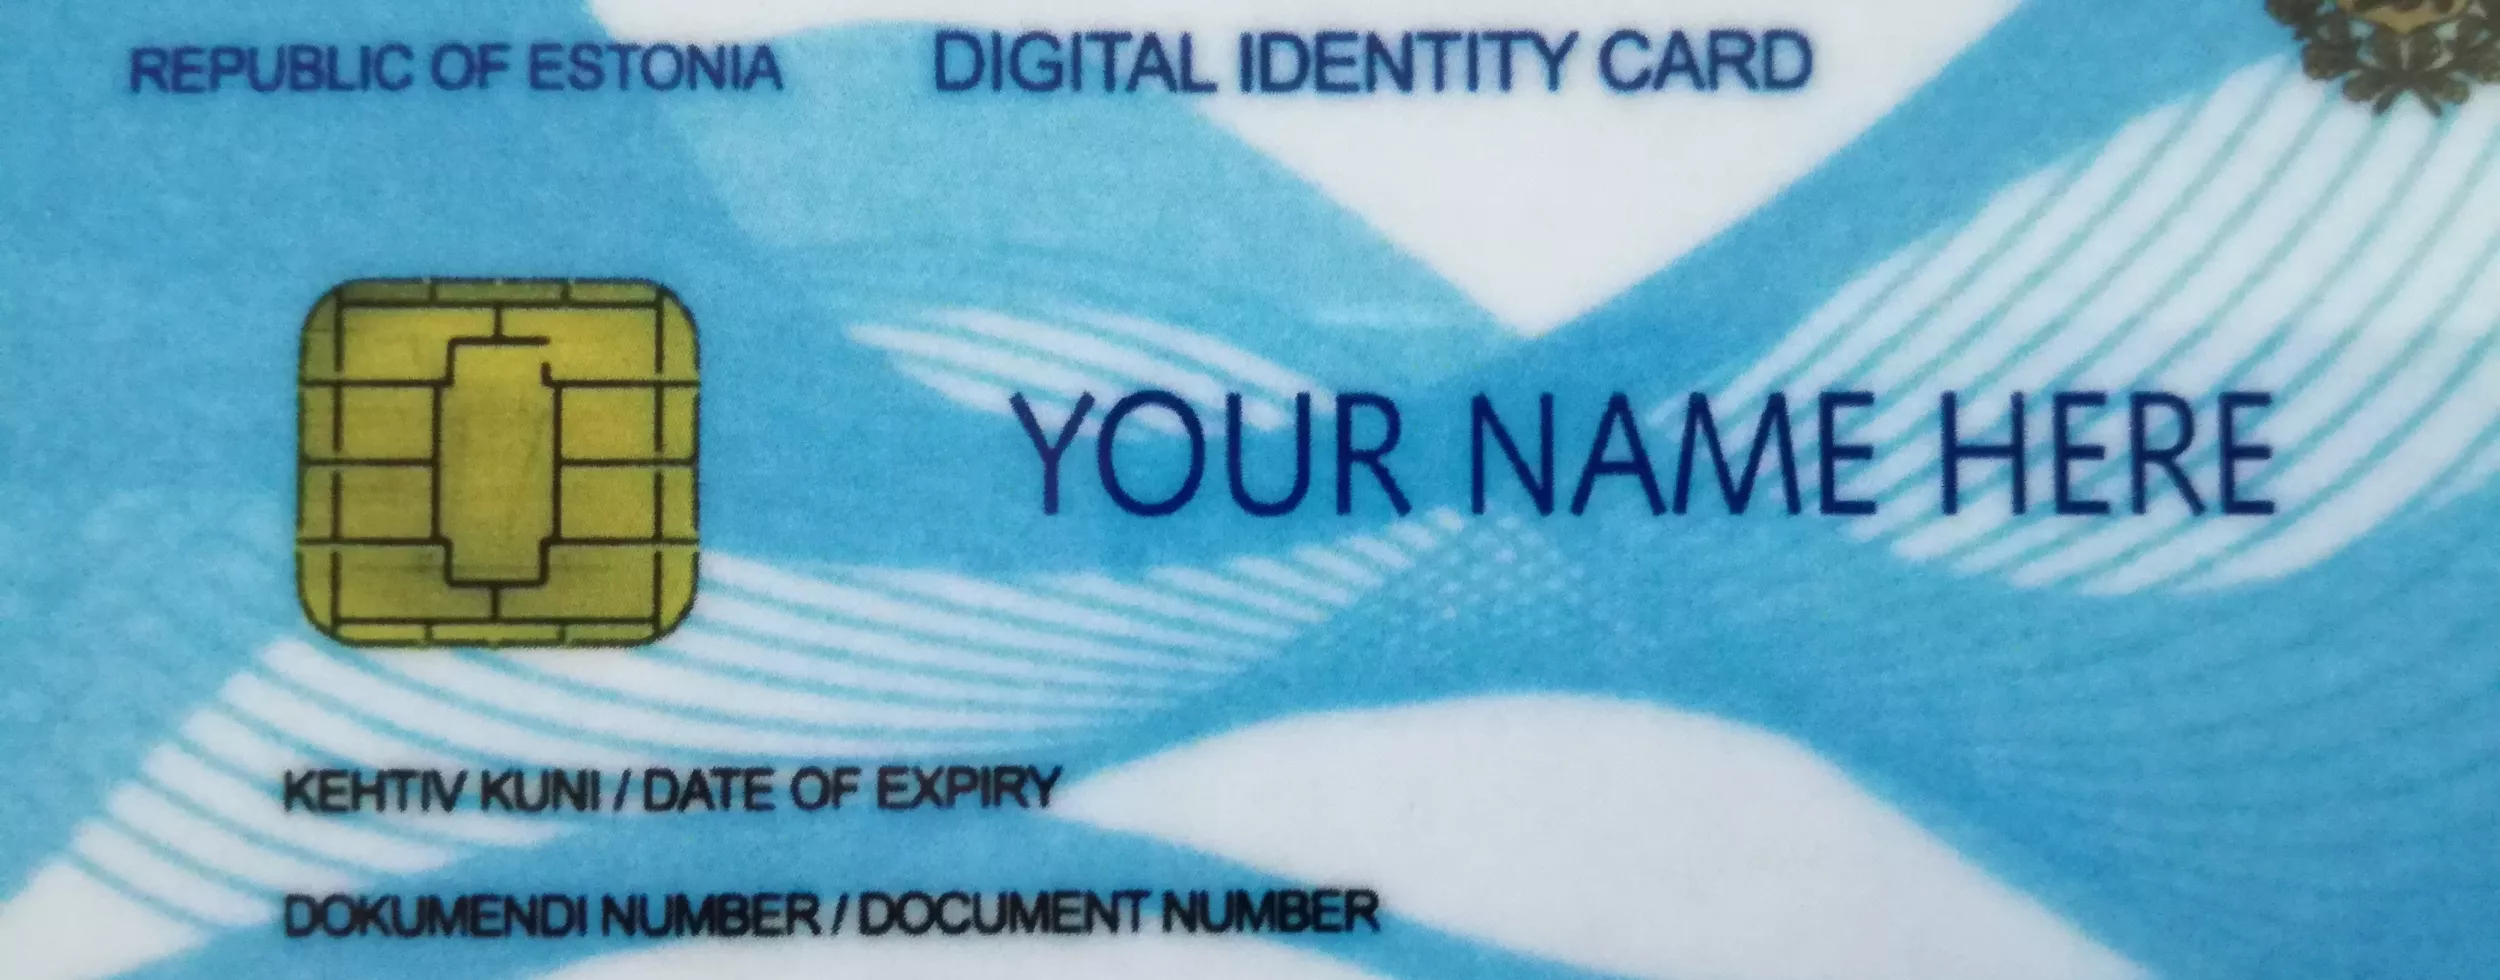 REPUBLIC OF ESTONIA DIGITAL IDENTITY CARD
YOUR NAME HERE
KEHTIV KUNI / DATE OF EXPIRY
DOKUMENDI NUMBER / DOCUMENT NUMBER